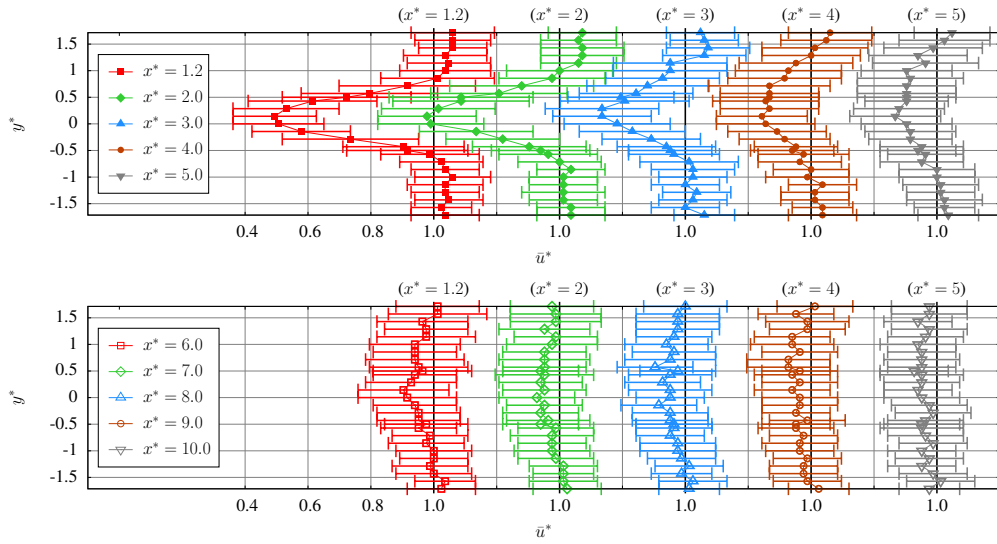 (x* = 1.2) (x* = 2) (x* = 3) (x* = 4) (x* = 5)
1.5
1.0
0.5
0
-0.5
-1.0
-1.5
y*
x* = 1.2
x* = 2.0
x* = 3.0
x* = 4.0
x* = 5.0
0.4 0.6 0.8 1.0 1.0 1.0 1.0 1.0
ū*
(x* = 1.2) (x* = 2) (x* = 3) (x* = 4) (x* = 5)
1.5
1.0
0.5
0
-0.5
-1.0
-1.5
y*
x* = 6.0
x* = 7.0
x* = 8.0
x* = 9.0
x* = 10.0
0.4 0.6 0.8 1.0 1.0 1.0 1.0 1.0
ū*